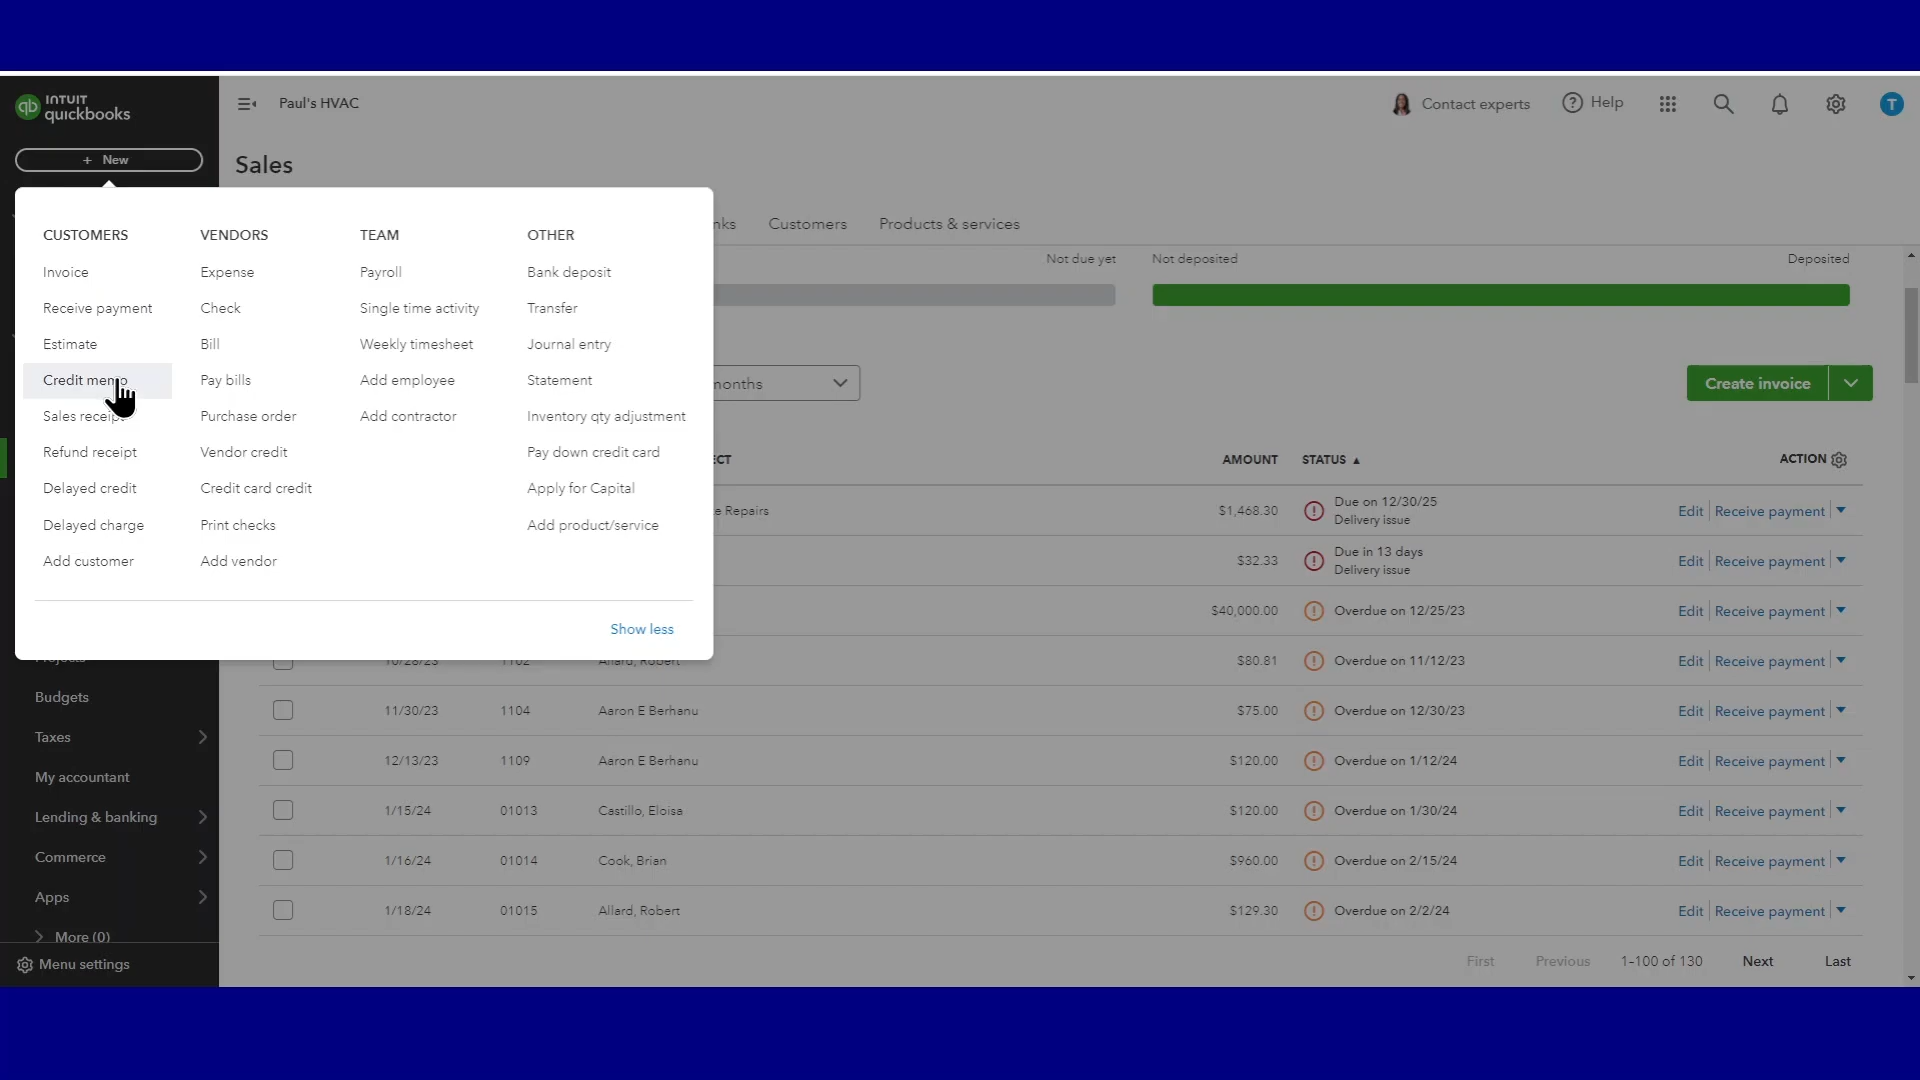 INTUIT
quickbooks
Paul's HVAC
Contact experts
Help
T
+ New
Sales
Customers
Products & services
CUSTOMERS
Invoice
Receive payment
Estimate
Credit memo
Sales receipt
Refund receipt
Delayed credit
Delayed charge
Add customer
VENDORS
Expense
Check
Bill
Pay bills
Purchase order
Vendor credit
Credit card credit
Print checks
Add vendor
TEAM
Payroll
Single time activity
Weekly timesheet
Add employee
Add contractor
OTHER
Bank deposit
Transfer
Journal entry
Statement
Inventory qty adjustment
Pay down credit card
Apply for Capital
Add product/service
Show less
Not due yet
Not deposited
Deposited
months
Create invoice
AMOUNT STATUS ▲ ACTION
Repairs $1,468.30 Due on 12/30/25 Edit Receive payment
Delivery issue
$32.33 Due in 13 days Edit Receive payment
Delivery issue
$40,000.00 Overdue on 12/25/23 Edit Receive payment
10/28/23 1102 Allard, Robert $80.81 Overdue on 11/12/23 Edit Receive payment
11/30/23 1104 Aaron E Berhanu $75.00 Overdue on 12/30/23 Edit Receive payment
12/13/23 1109 Aaron E Berhanu $120.00 Overdue on 1/12/24 Edit Receive payment
1/15/24 01013 Castillo, Eloisa $120.00 Overdue on 1/30/24 Edit Receive payment
1/16/24 01014 Cook, Brian $960.00 Overdue on 2/15/24 Edit Receive payment
1/18/24 01015 Allard, Robert $129.30 Overdue on 2/2/24 Edit Receive payment
First Previous 1-100 of 130 Next Last
Projects
Budgets
Taxes
My accountant
Lending & banking
Commerce
Apps
More (0)
Menu settings